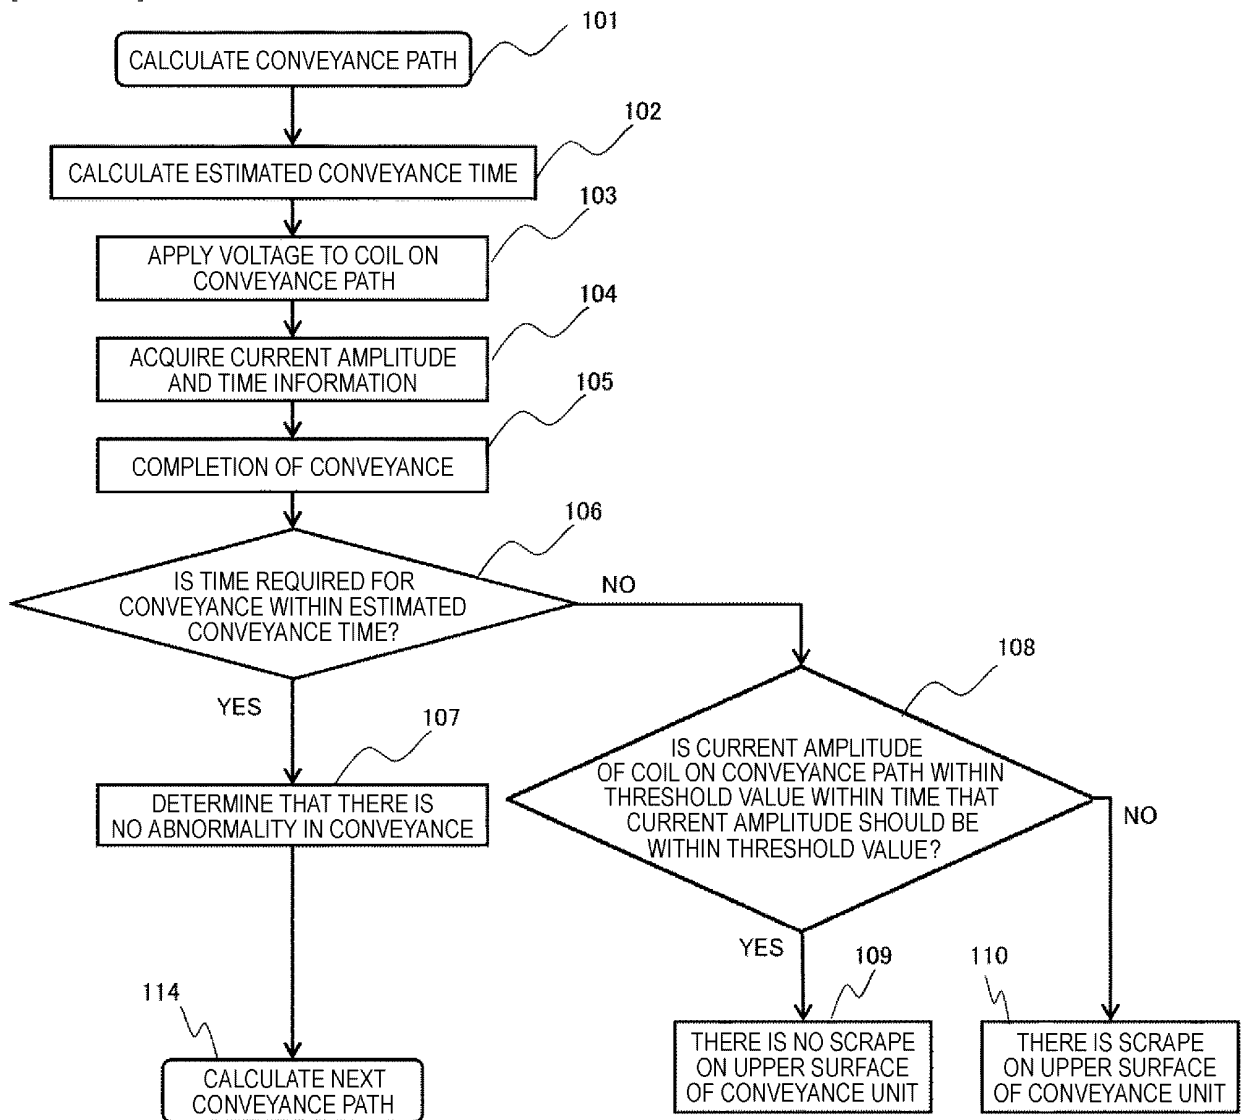 101
CALCULATE CONVEYANCE PATH
102
CALCULATE ESTIMATED CONVEYANCE TIME
103
APPLY VOLTAGE TO COIL ON
CONVEYANCE PATH
104
ACQUIRE CURRENT AMPLITUDE
AND TIME INFORMATION
105
COMPLETION OF CONVEYANCE
106
IS TIME REQUIRED FOR
CONVEYANCE WITHIN ESTIMATED
CONVEYANCE TIME?
NO
YES
107
DETERMINE THAT THERE IS
NO ABNORMALITY IN CONVEYANCE
108
IS CURRENT AMPLITUDE
OF COIL ON CONVEYANCE PATH WITHIN
THRESHOLD VALUE WITHIN TIME THAT
CURRENT AMPLITUDE SHOULD BE
WITHIN THRESHOLD VALUE?
NO
YES
109
THERE IS NO SCRAPE
ON UPPER SURFACE
OF CONVEYANCE UNIT
110
THERE IS SCRAPE
ON UPPER SURFACE
OF CONVEYANCE UNIT
114
CALCULATE NEXT
CONVEYANCE PATH